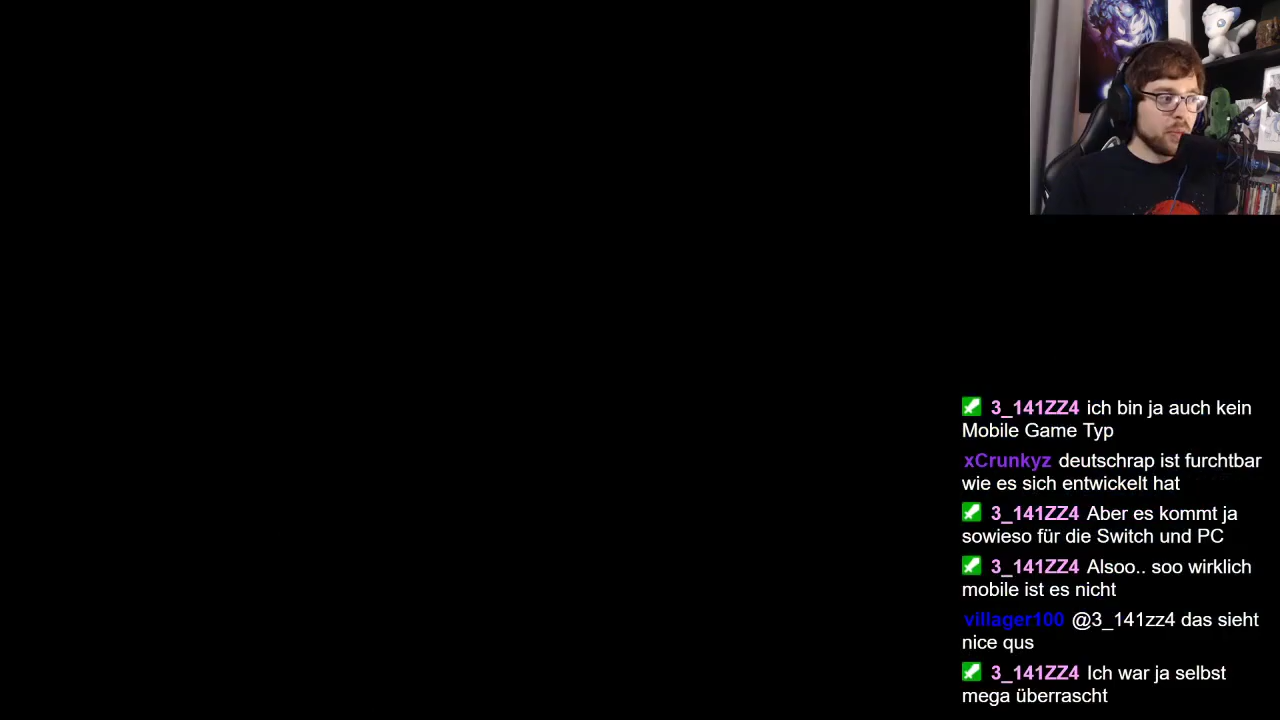 3_141ZZ4 ich bin ja auch kein
Mobile Game Typ
xCrunkyz deutschrap ist furchtbar
wie es sich entwickelt hat
3_141ZZ4 Aber es kommt ja
sowieso für die Switch und PC
3_141ZZ4 Alsoo.. soo wirklich
mobile ist es nicht
villager100 @3_141zz4 das sieht
nice qus
3_141ZZ4 Ich war ja selbst
mega überrascht